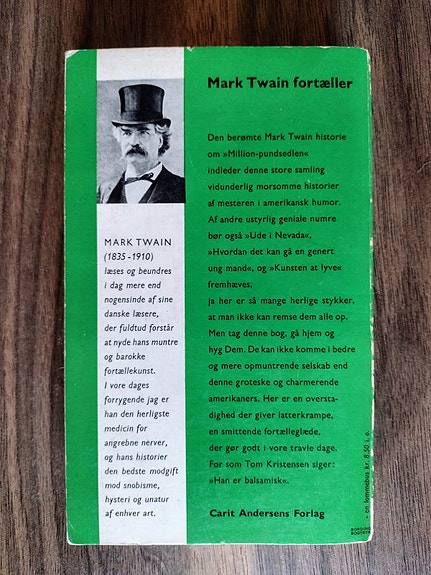 Mark Twain fortæller
Den berømte Mark Twain historie
om »Million-pundsedlen«
indleder denne store samling
vidunderlig morsomme historier
af mesteren i amerikansk humor.
Af andre ustyrlig geniale numre
bør også »Ude i Nevada«,
»Hvordan det kan gå en genert
ung mand«, og »Kunsten at lyve«
fremhæves,
ja her er så mange herlige stykker,
at man ikke kan remse dem alle op.
Men tag denne bog, gå hjem og
hyg Dem. De kan ikke komme i bedre
og mere opmuntrende selskab end
denne groteske og charmerende
amerikaners. Her er en oversta-
dighed der giver latterkrampe,
en smittende fortælleglæde,
der gør godt i vore travle dage.
For som Tom Kristensen siger:
»Han er balsamisk«.
Carit Andersens Forlag
MARK TWAIN
(1835-1910)
læses og beundres
i dag mere end
nogensinde af sine
danske læsere,
der fuldtud forstår
at nyde hans muntre
og barokke
fortællekunst.
I vore dages
forrygende jag er
han den herligste
medicin for
angrebne nerver,
og hans historier
den bedste modgift
mod snobisme,
hysteri og unatur
af enhver art.
en lommebus kr. 8.50 i. o.